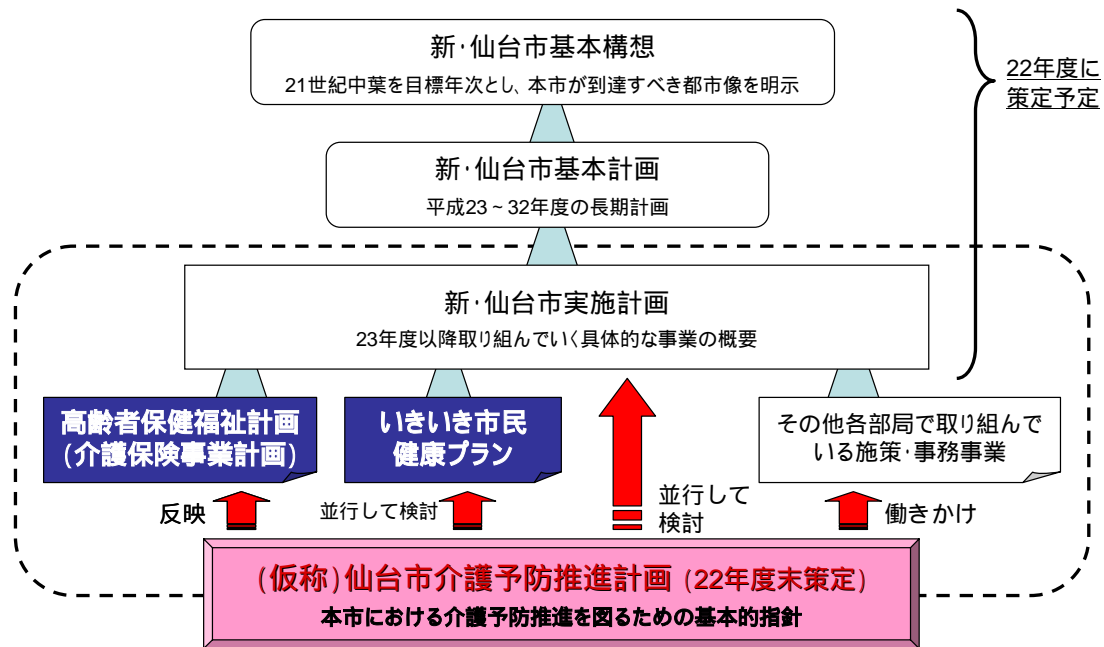 新･仙台市基本構想
21世紀中葉を目標年次とし、本市が到達すべき都市像を明示
22年度に
策定予定
新･仙台市基本計画
平成23～32年度の長期計画
新･仙台市実施計画
23年度以降取り組んでいく具体的な事業の概要
高齢者保健福祉計画
(介護保険事業計画)
いきいき市民
健康プラン
その他各部局で取り組んで
いる施策･事務事業
反映
並行して検討
並行して
検討
働きかけ
(仮称)仙台市介護予防推進計画 (22年度末策定)
本市における介護予防推進を図るための基本的指針